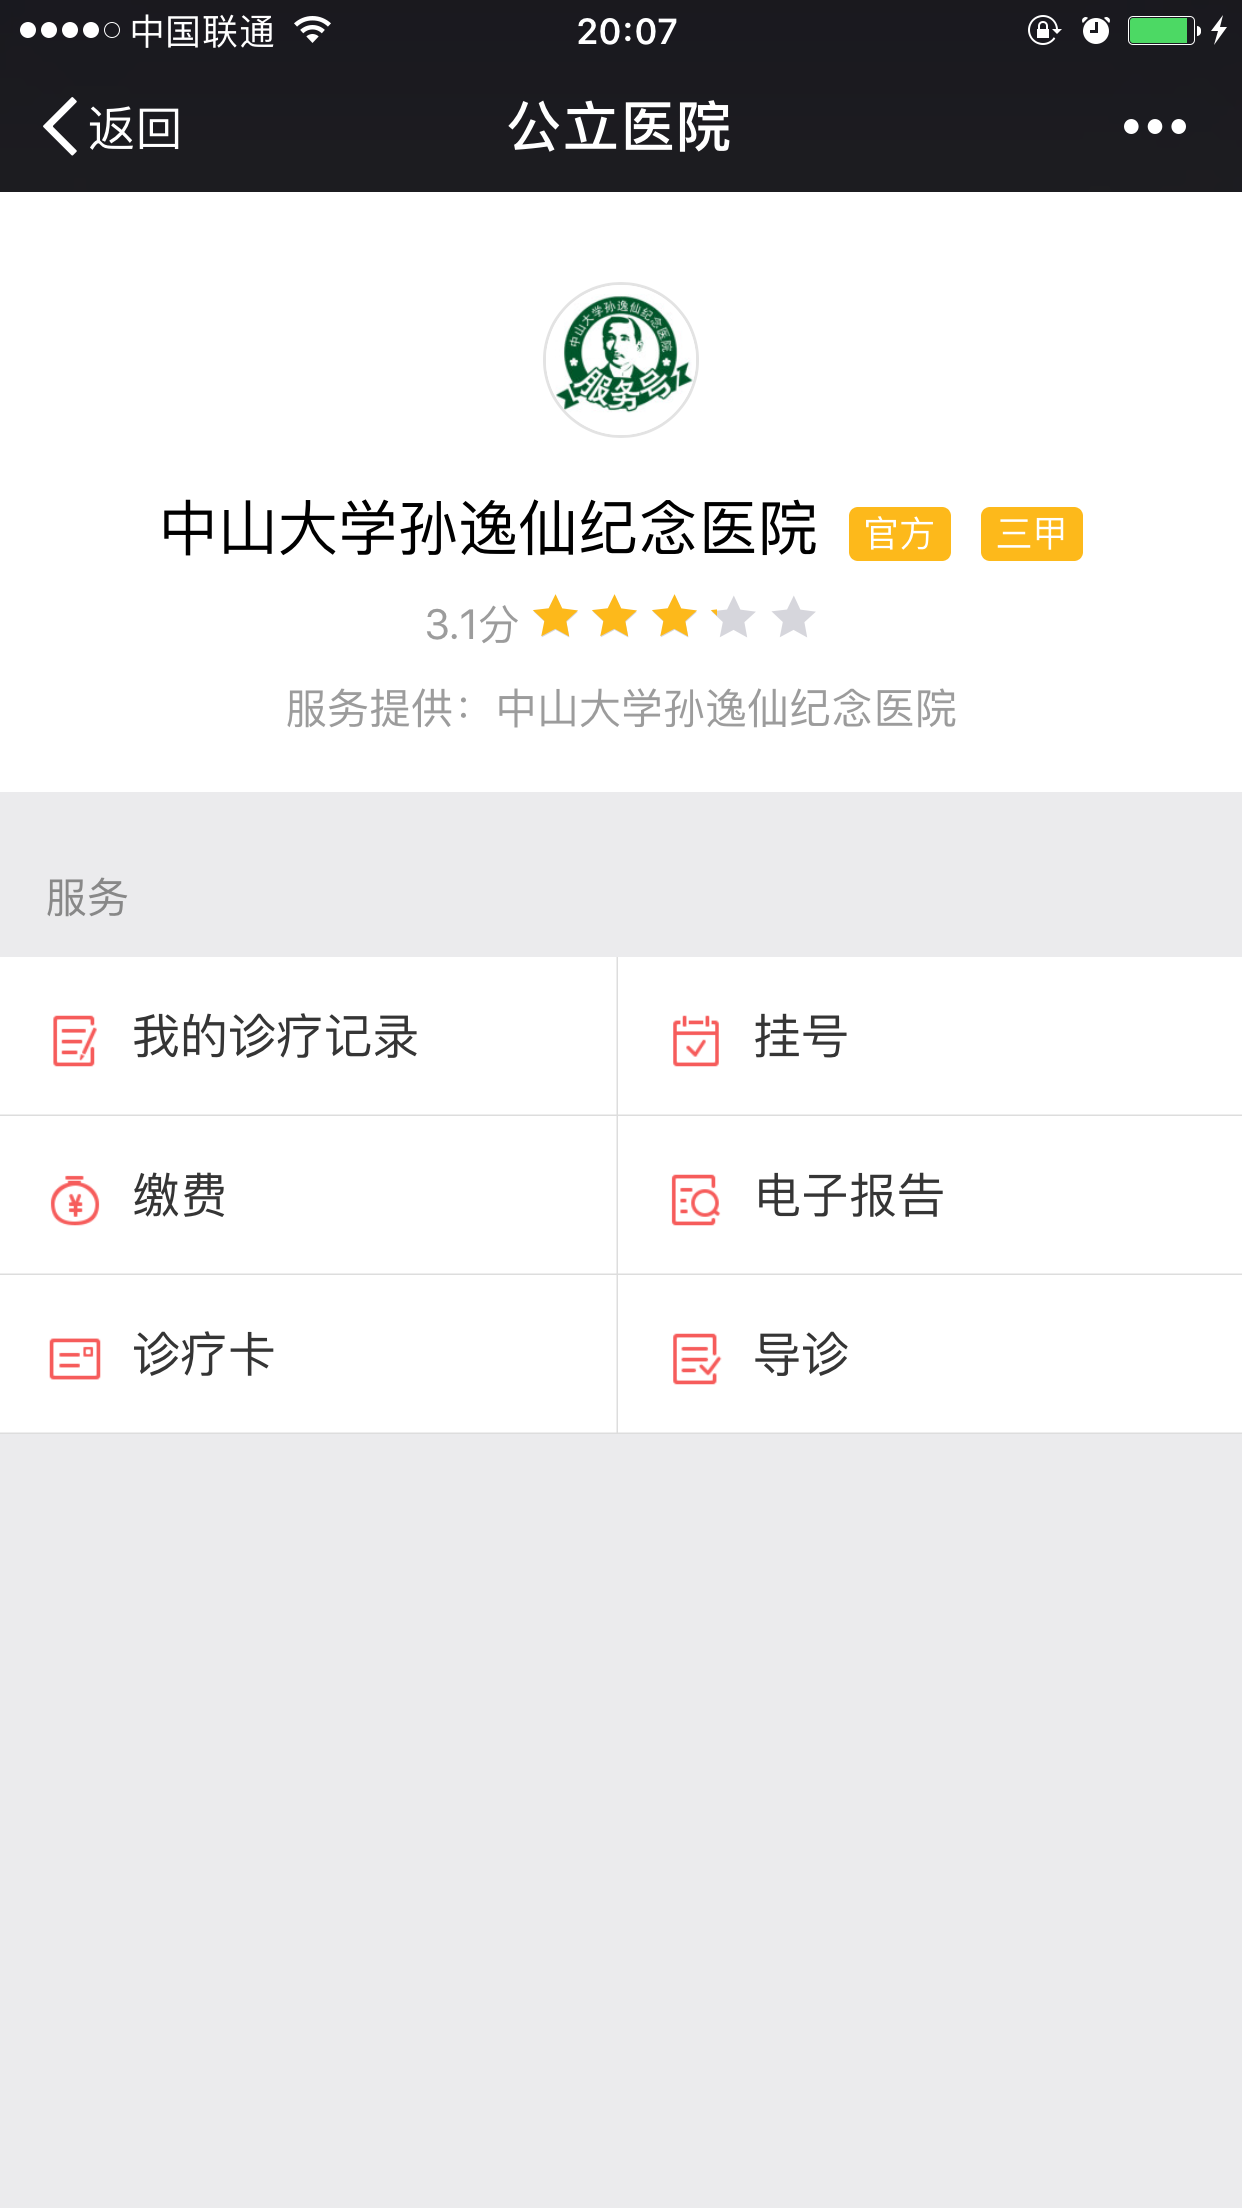 中国联通 20:07
返回 公立医院
中山大学孙逸仙纪念医院
服务号
中山大学孙逸仙纪念医院 官方 三甲
3.1分
服务提供：中山大学孙逸仙纪念医院
服务
我的诊疗记录 挂号
缴费 电子报告
诊疗卡 导诊